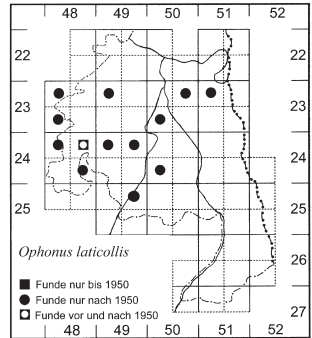 48 49 50 51 52
22 22
23 23
24 24
25 25
26
27
Ophonus laticollis
Funde nur bis 1950
Funde nur nach 1950
Funde vor und nach 1950
48 49 50 51 52